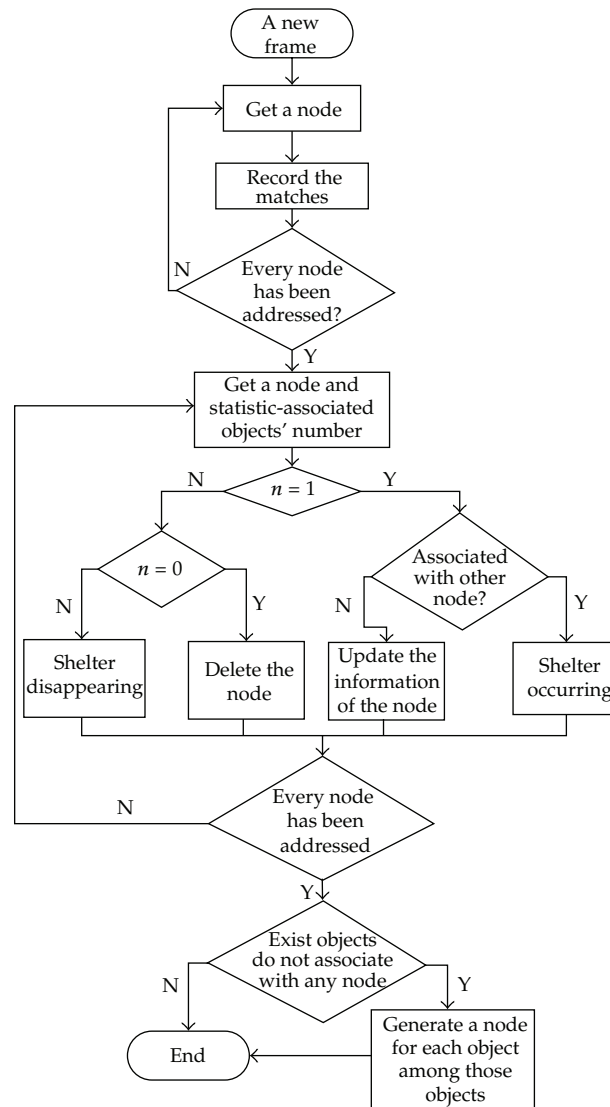 A new
frame
Get a node
Record the
matches
N
Every node
has been
addressed?
Y
Get a node and
statistic-associated
objects' number
N
n = 1
Y
n = 0
Associated
with other
node?
N
Y
N
Y
Shelter
disappearing
Delete the
node
Update the
information
of the node
Shelter
occurring
N
Every node
has been
addressed
Y
Exist objects
do not associate
with any node
N
Y
End
Generate a node
for each object
among those
objects